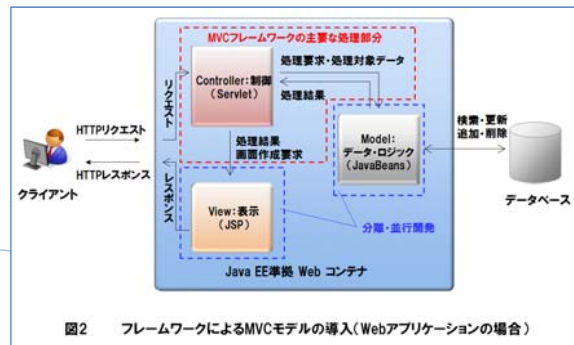 MVCフレームワークの主要な処理部分
Controller:制御
(Servlet)
処理要求・処理対象データ
処理結果
リクエスト
HTTPリクエスト
HTTPレスポンス
クライアント
処理結果
画面作成要求
レスポンス
Model:
データ・ロジック
(JavaBeans)
検索・更新
追加・削除
データベース
View:表示
(JSP)
分離・並行開発
Java EE準拠 Web コンテナ
図2 フレームワークによるMVCモデルの導入(Webアプリケーションの場合)